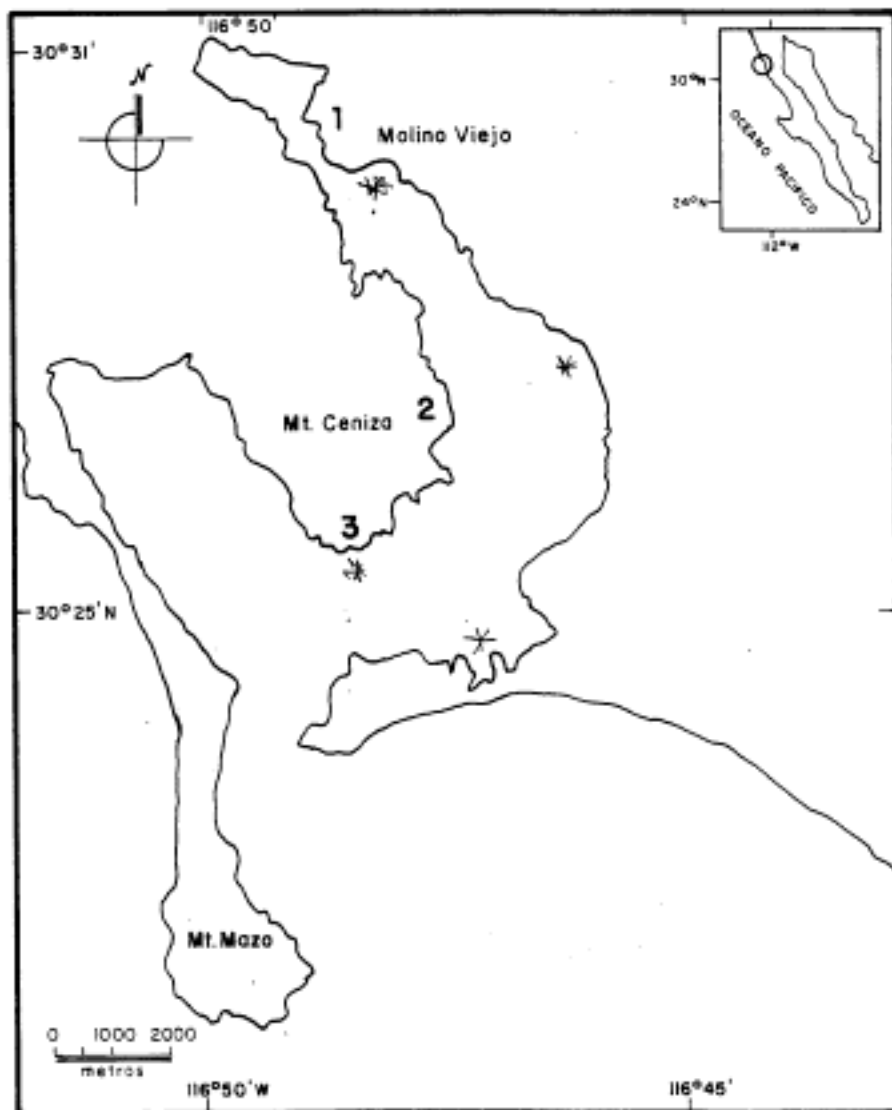 116° 50'
30° 31'
N
1
Molino Viejo
30°N
OCEANO PACIFICO
24°N
112°W
2
Mt. Ceniza
3
30° 25' N
Mt. Mazo
0 1000 2000
metros
116° 50' W
116° 45'